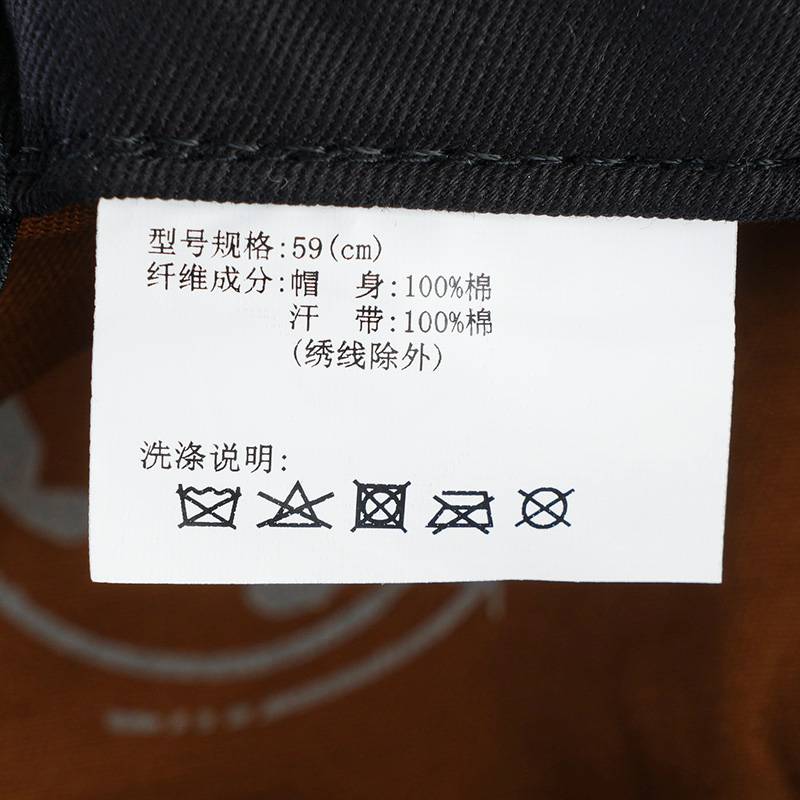 型号规格:59(cm)
纤维成分:帽 身:100%棉
汗 带:100%棉
(绣线除外)
洗涤说明: